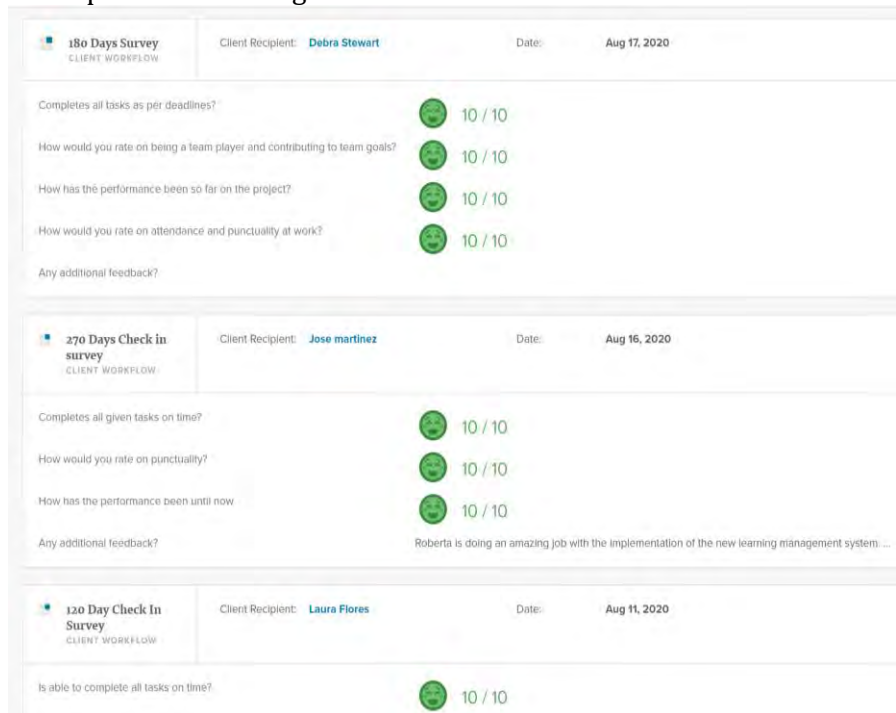 180 Days Survey
CLIENT WORKFLOW
Client Recipient: Debra Stewart
Date: Aug 17, 2020
Completes all tasks as per deadlines?
10 / 10
How would you rate on being a team player and contributing to team goals?
10 / 10
How has the performance been so far on the project?
10 / 10
How would you rate on attendance and punctuality at work?
10 / 10
Any additional feedback?
270 Days Check in
survey
CLIENT WORKFLOW
Client Recipient: Jose martinez
Date: Aug 16, 2020
Completes all given tasks on time?
10 / 10
How would you rate on punctuality?
10 / 10
How has the performance been until now
10 / 10
Any additional feedback?
Roberta is doing an amazing job with the implementation of the new learning management system. ...
120 Day Check In
Survey
CLIENT WORKFLOW
Client Recipient: Laura Flores
Date: Aug 11, 2020
Is able to complete all tasks on time?
10 / 10